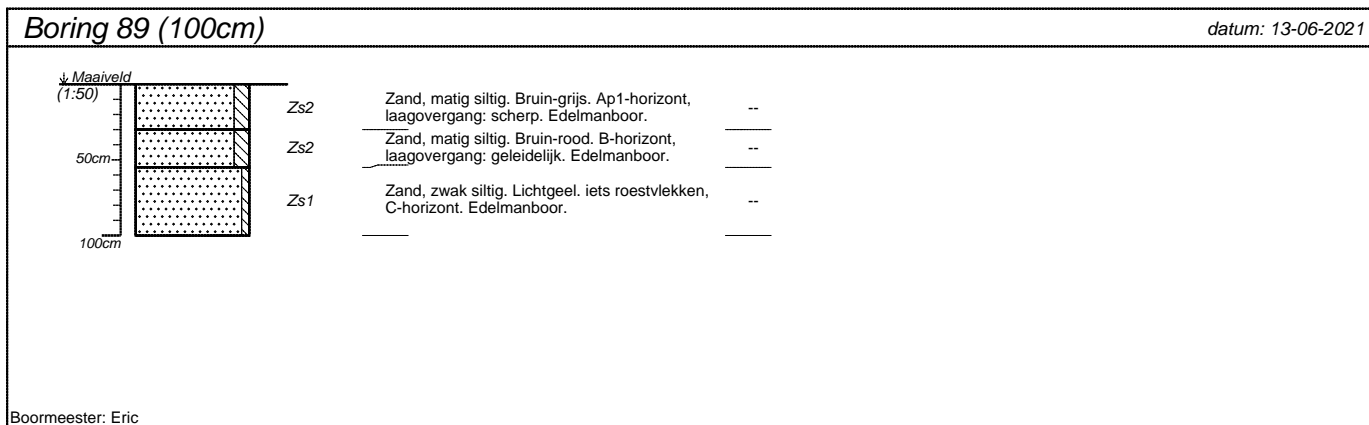 Boring 89 (100cm)
datum: 13-06-2021
Maaiveld
(1:50)
Zs2
Zand, matig siltig. Bruin-grijs. Ap1-horizont,
laagovergang: scherp. Edelmanboor.
--
Zs2
Zand, matig siltig. Bruin-rood. B-horizont,
laagovergang: geleidelijk. Edelmanboor.
--
50cm
Zs1
Zand, zwak siltig. Lichtgeel. iets roestvlekken,
C-horizont. Edelmanboor.
--
100cm
Boormeester: Eric